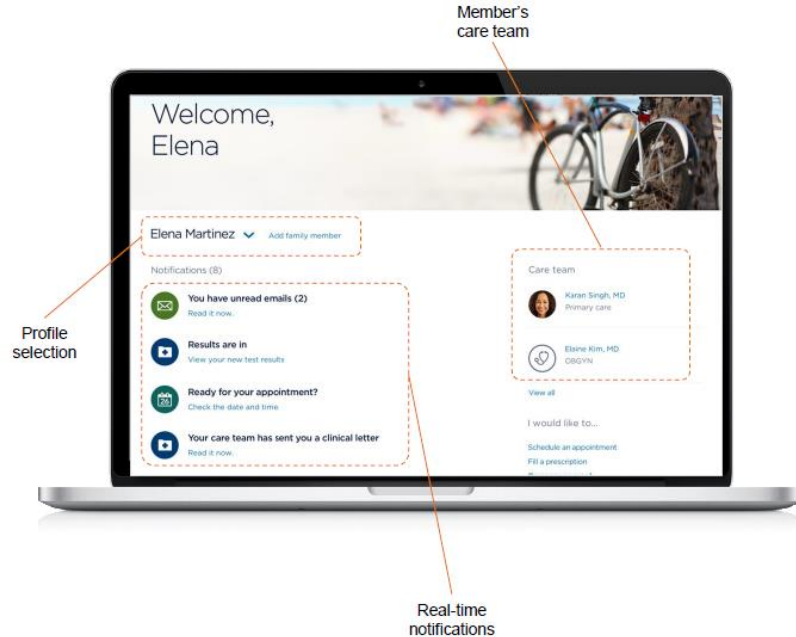 Member's
care team
Welcome,
Elena
Elena Martinez
Add family member
Notifications (8)
You have unread emails (2)
Read it now.
Results are in
View your new test results
26
Ready for your appointment?
Check the date and time
Your care team has sent you a clinical letter
Read it now.
Care team
Karan Singh, MD
Primary care
Elaine Kim, MD
OBGYN
View all
I would like to...
Schedule an appointment
Fill a prescription
Profile
selection
Real-time
notifications